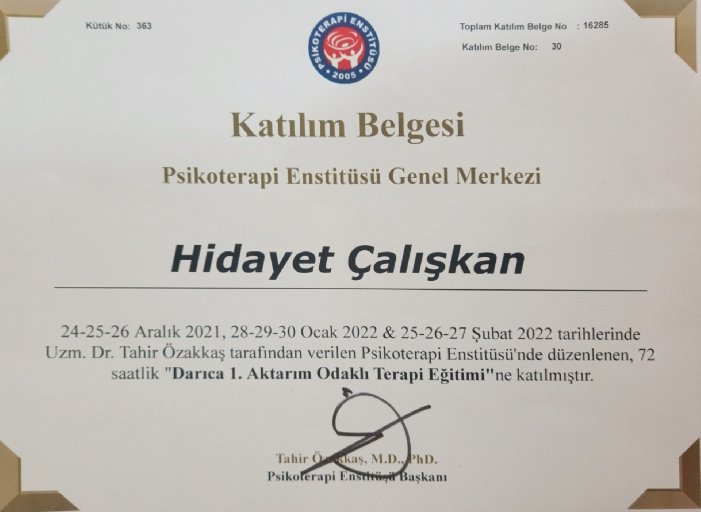 Kütük No: 363
Toplam Katılım Belge No : 16285
Katılım Belge No: 30
PSİKOTERAPİ ENSTİTÜSÜ
2005
Katılım Belgesi
Psikoterapi Enstitüsü Genel Merkezi
Hidayet Çalışkan
24-25-26 Aralık 2021, 28-29-30 Ocak 2022 & 25-26-27 Şubat 2022 tarihlerinde
Uzm. Dr. Tahir Özakkaş tarafından verilen Psikoterapi Enstitüsü'nde düzenlenen, 72
saatlik "Darıca 1. Aktarım Odaklı Terapi Eğitimi"ne katılmıştır.
Tahir Özakkaş, M.D., PhD.
Psikoterapi Enstitüsü Başkanı